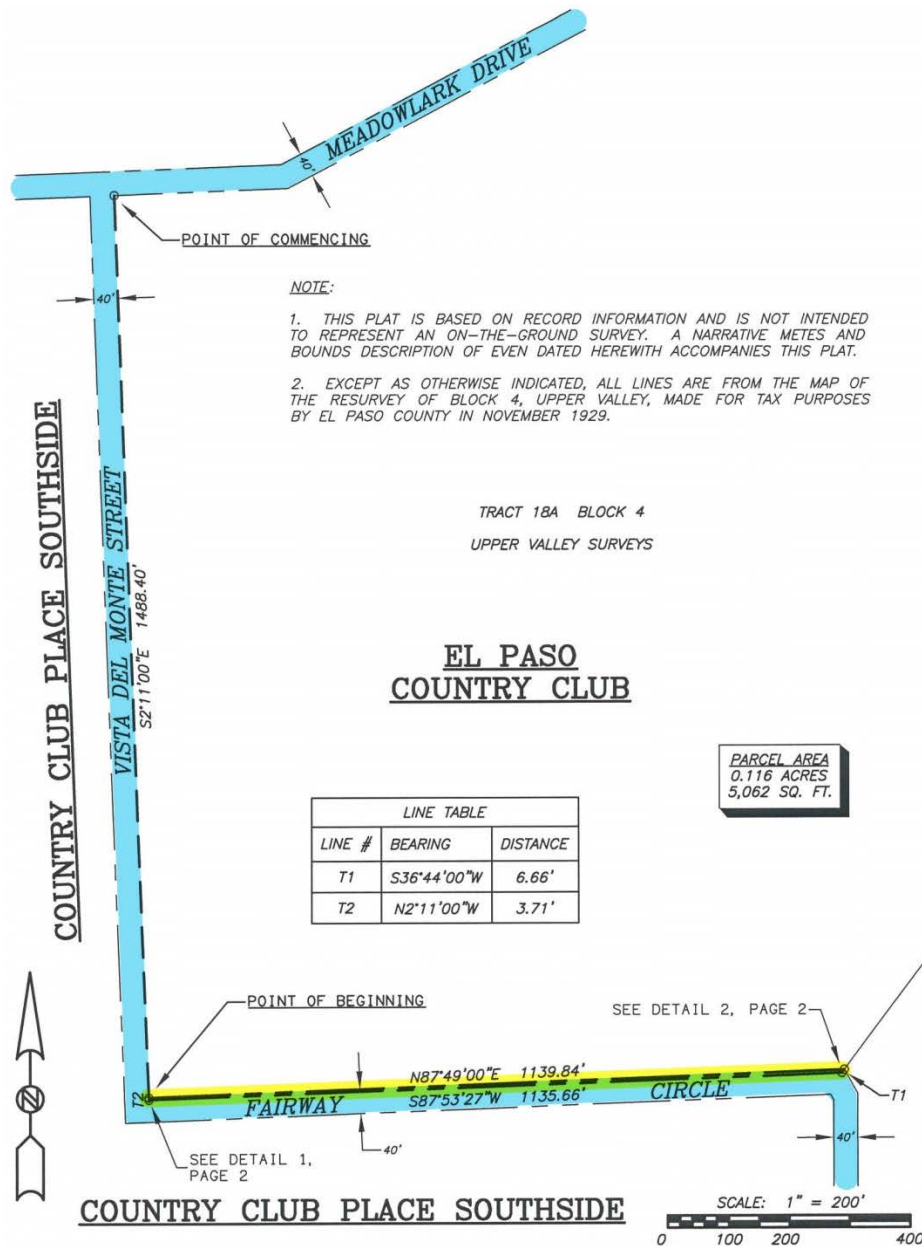 MEADOWLARK DRIVE
40'
POINT OF COMMENCING
40'
NOTE:
1. THIS PLAT IS BASED ON RECORD INFORMATION AND IS NOT INTENDED
TO REPRESENT AN ON-THE-GROUND SURVEY. A NARRATIVE METES AND
BOUNDS DESCRIPTION OF EVEN DATED HEREWITH ACCOMPANIES THIS PLAT.
2. EXCEPT AS OTHERWISE INDICATED, ALL LINES ARE FROM THE MAP OF
THE RESURVEY OF BLOCK 4, UPPER VALLEY, MADE FOR TAX PURPOSES
BY EL PASO COUNTY IN NOVEMBER 1929.
COUNTRY CLUB PLACE SOUTHSIDE
VISTA DEL MONTE STREET
S2°11'00"E 1488.40'
TRACT 18A BLOCK 4
UPPER VALLEY SURVEYS
EL PASO
COUNTRY CLUB
PARCEL AREA
0.116 ACRES
5,062 SQ. FT.
LINE TABLE
LINE # BEARING DISTANCE
T1 S36°44'00"W 6.66'
T2 N2°11'00"W 3.71'
POINT OF BEGINNING
SEE DETAIL 2, PAGE 2
N87°49'00"E 1139.84'
T2
FAIRWAY S87°53'27"W 1135.66' CIRCLE
T1
N
40'
40'
SEE DETAIL 1,
PAGE 2
COUNTRY CLUB PLACE SOUTHSIDE
SCALE: 1" = 200'
0 100 200 400